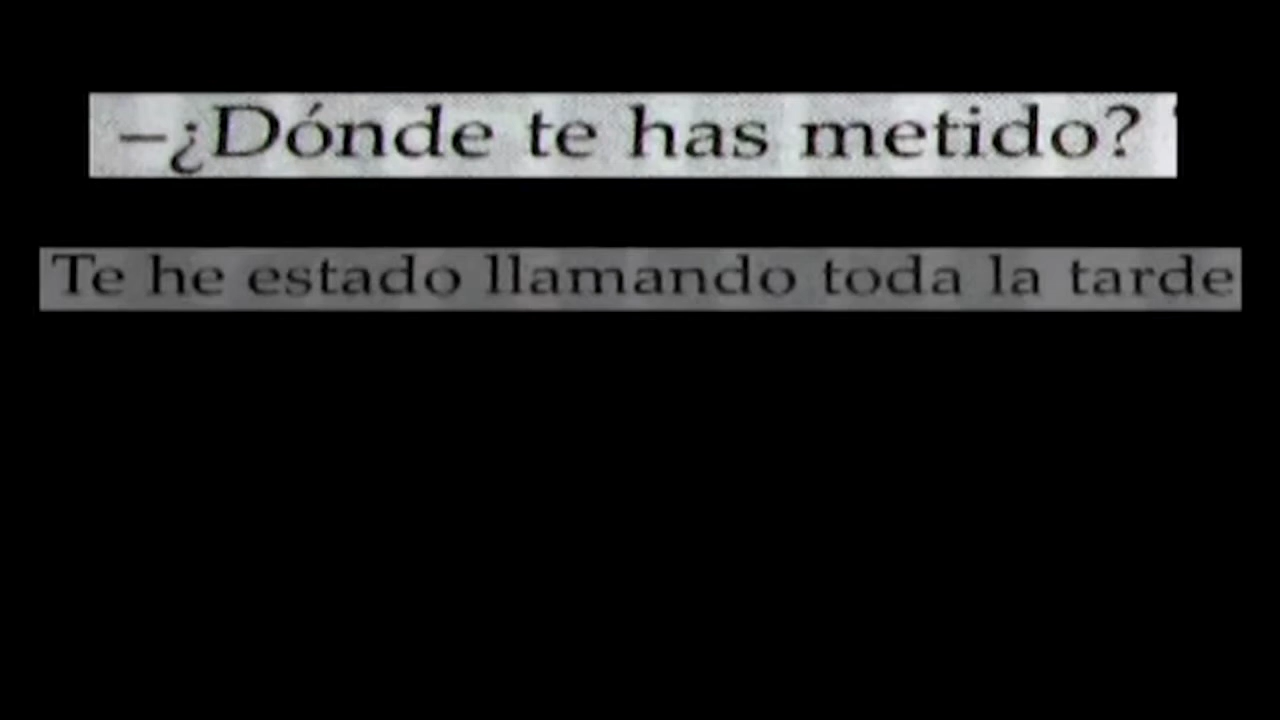 –¿Dónde te has metido?
Te he estado llamando toda la tarde